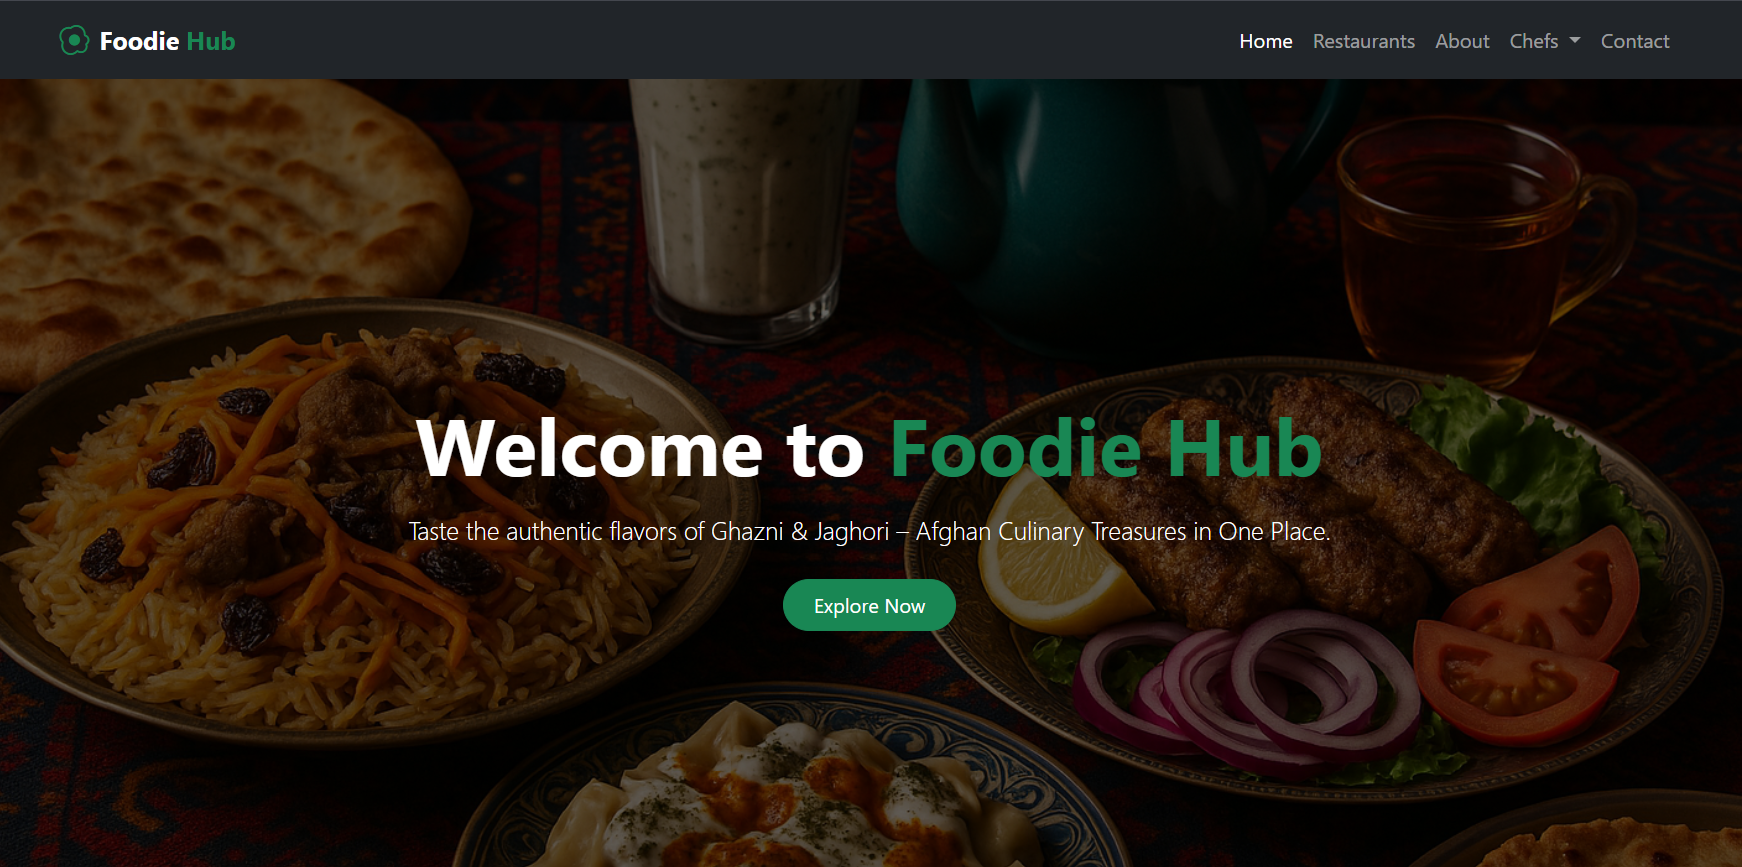 Foodie Hub
Home Restaurants About Chefs Contact
Welcome to Foodie Hub
Taste the authentic flavors of Ghazni & Jaghori – Afghan Culinary Treasures in One Place.
Explore Now